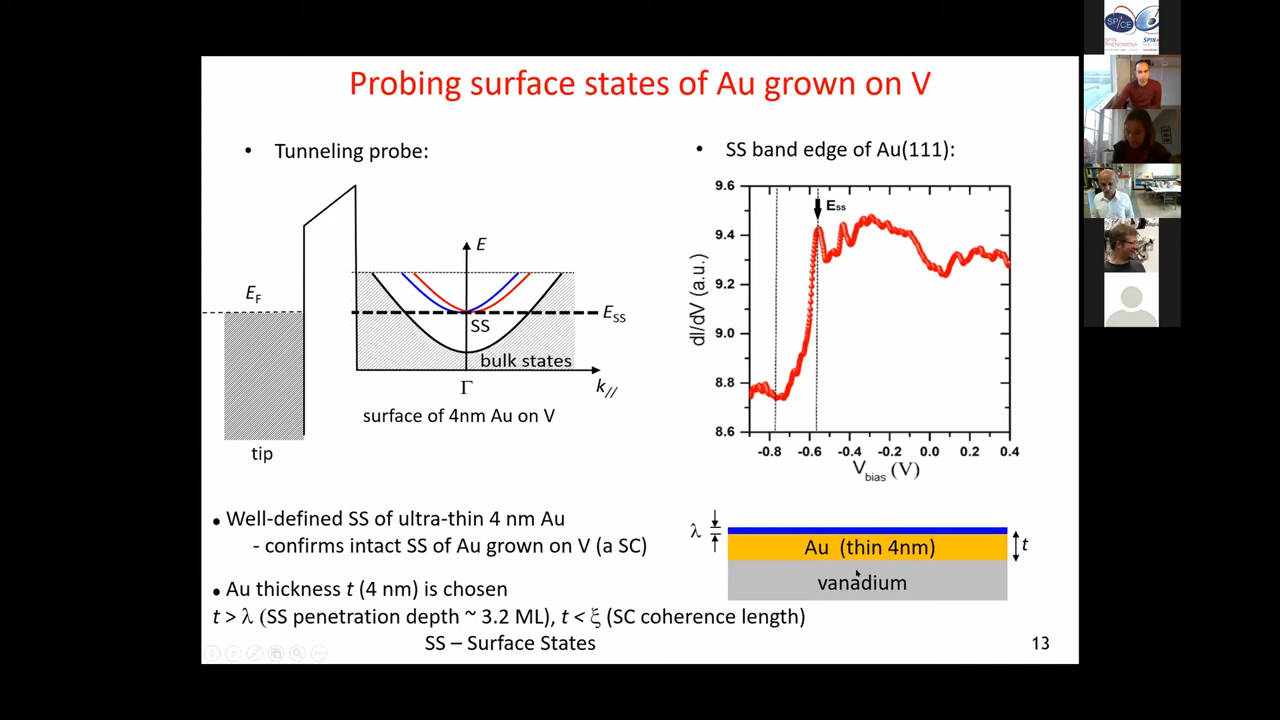 Probing surface states of Au grown on V
• Tunneling probe:
E
E_F
E_SS
SS
bulk states
Γ
k_//
surface of 4nm Au on V
tip
• SS band edge of Au(111):
E_SS
dI/dV (a.u.)
9.6
9.4
9.2
9.0
8.8
8.6
-0.8 -0.6 -0.4 -0.2 0.0 0.2 0.4
V_bias (V)
• Well-defined SS of ultra-thin 4 nm Au
- confirms intact SS of Au grown on V (a SC)
• Au thickness t (4 nm) is chosen
t > λ (SS penetration depth ~ 3.2 ML), t < ξ (SC coherence length)
SS – Surface States
λ
Au (thin 4nm)
t
vanadium
13
SPICE
SPIN
PHENOMENA
SPIN+